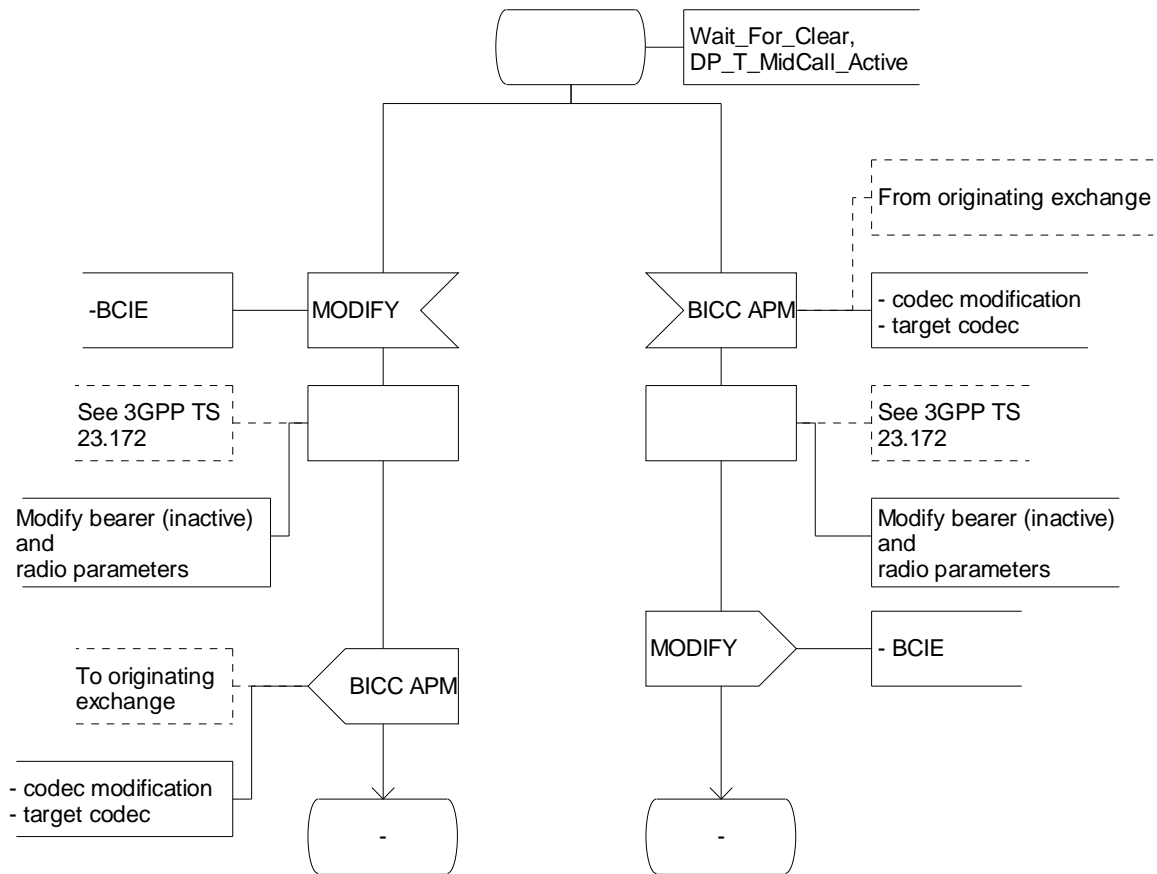 Wait_For_Clear,
DP_T_MidCall_Active
From originating exchange
-BCIE
MODIFY
BICC APM
- codec modification
- target codec
See 3GPP TS
23.172
See 3GPP TS
23.172
Modify bearer (inactive)
and
radio parameters
Modify bearer (inactive)
and
radio parameters
MODIFY
- BCIE
To originating
exchange
BICC APM
- codec modification
- target codec
-
-